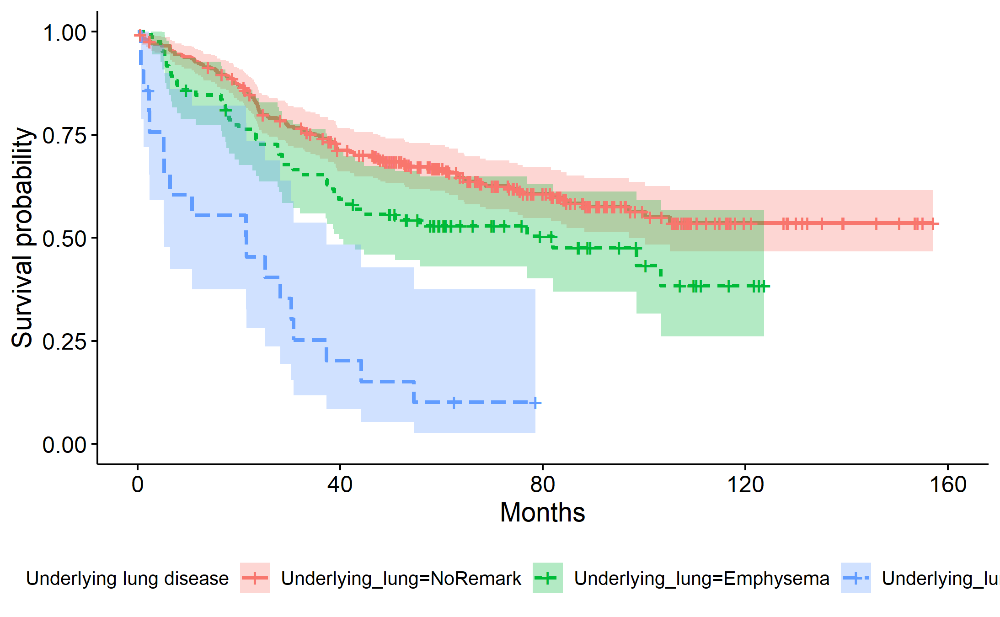 Survival probability
1.00
0.75
0.50
0.25
0.00
0 40 80 120 160
Months
Underlying lung disease Underlying_lung=NoRemark Underlying_lung=Emphysema